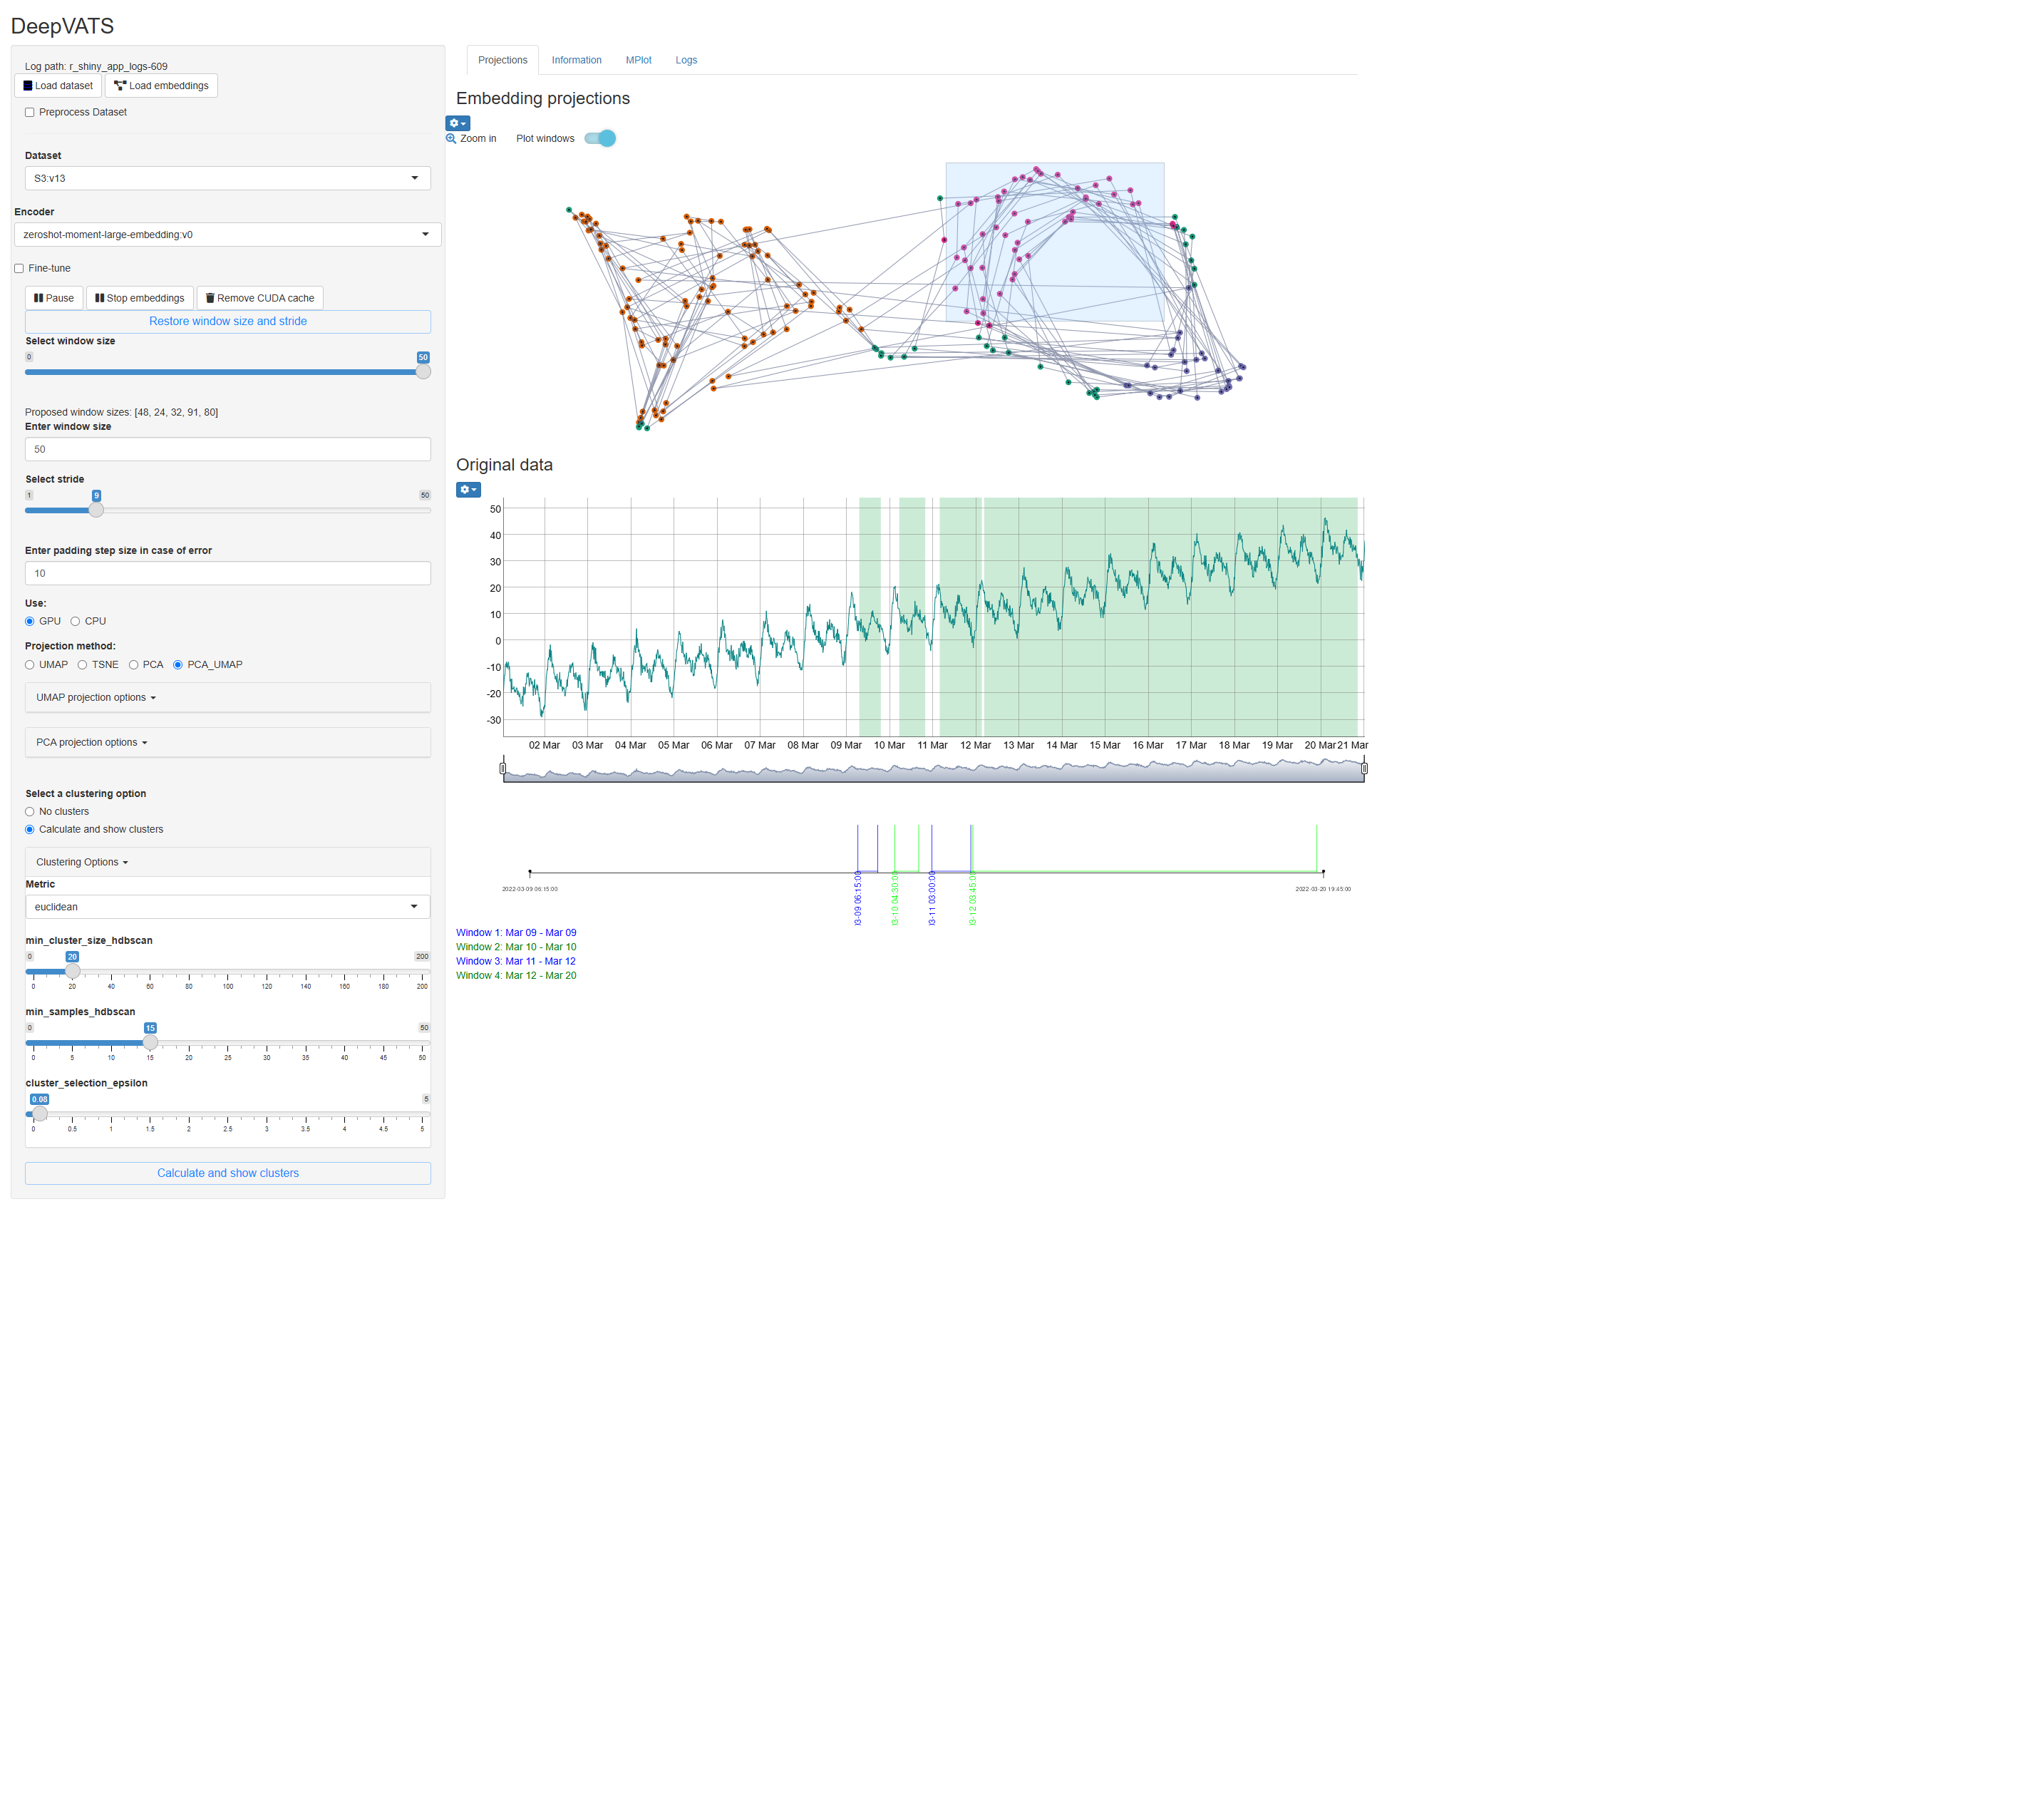 DeepVATS
Log path: r_shiny_app_logs-609
Load dataset Load embeddings
Preprocess Dataset
Dataset
S3:v13
Encoder
zeroshot-moment-large-embedding:v0
Fine-tune
Pause Stop embeddings Remove CUDA cache
Restore window size and stride
Select window size
0 50
Proposed window sizes: [48, 24, 32, 91, 80]
Enter window size
50
Select stride
1 9 50
Enter padding step size in case of error
10
Use:
GPU CPU
Projection method:
UMAP TSNE PCA PCA_UMAP
UMAP projection options
PCA projection options
Select a clustering option
No clusters
Calculate and show clusters
Clustering Options
Metric
euclidean
min_cluster_size_hdbscan
0 20 200
0 20 40 60 80 100 120 140 160 180 200
min_samples_hdbscan
0 15 50
0 5 10 15 20 25 30 35 40 45 50
cluster_selection_epsilon
0.08 5
0 0.5 1 1.5 2 2.5 3 3.5 4 4.5 5
Calculate and show clusters
Projections Information MPlot Logs
Embedding projections
Zoom in Plot windows
Original data
50
40
30
20
10
0
-10
-20
-30
02 Mar 03 Mar 04 Mar 05 Mar 06 Mar 07 Mar 08 Mar 09 Mar 10 Mar 11 Mar 12 Mar 13 Mar 14 Mar 15 Mar 16 Mar 17 Mar 18 Mar 19 Mar 20 Mar 21 Mar
2022-03-09 06:15:00 2022-03-20 19:45:00
3-09 06:15:00
3-10 04:30:00
3-11 03:00:00
3-12 03:45:00
Window 1: Mar 09 - Mar 09
Window 2: Mar 10 - Mar 10
Window 3: Mar 11 - Mar 12
Window 4: Mar 12 - Mar 20